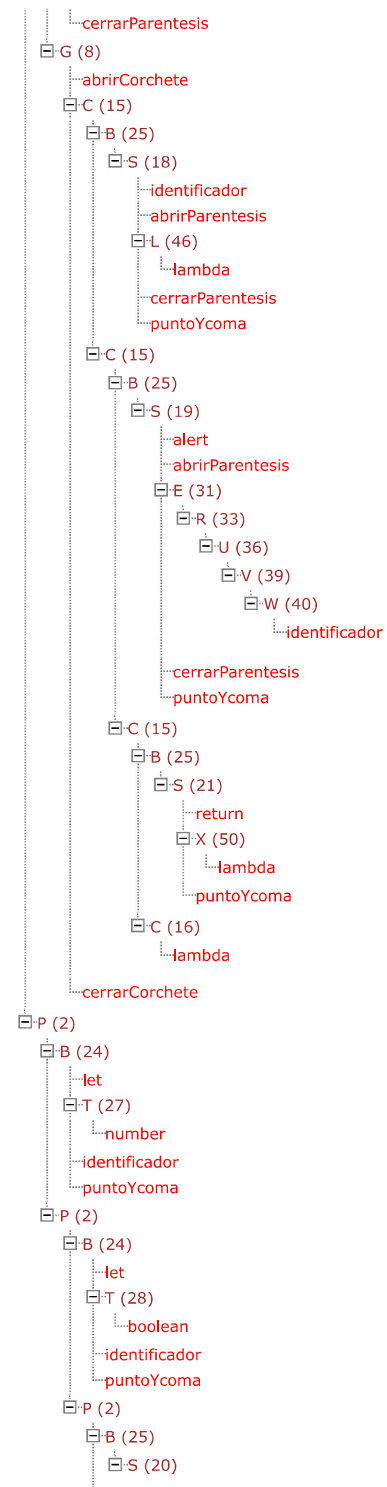 cerrarParentesis
G (8)
abrirCorchete
C (15)
B (25)
S (18)
identificador
abrirParentesis
L (46)
lambda
cerrarParentesis
puntoYcoma
C (15)
B (25)
S (19)
alert
abrirParentesis
E (31)
R (33)
U (36)
V (39)
W (40)
identificador
cerrarParentesis
puntoYcoma
C (15)
B (25)
S (21)
return
X (50)
lambda
puntoYcoma
C (16)
lambda
cerrarCorchete
P (2)
B (24)
let
T (27)
number
identificador
puntoYcoma
P (2)
B (24)
let
T (28)
boolean
identificador
puntoYcoma
P (2)
B (25)
S (20)